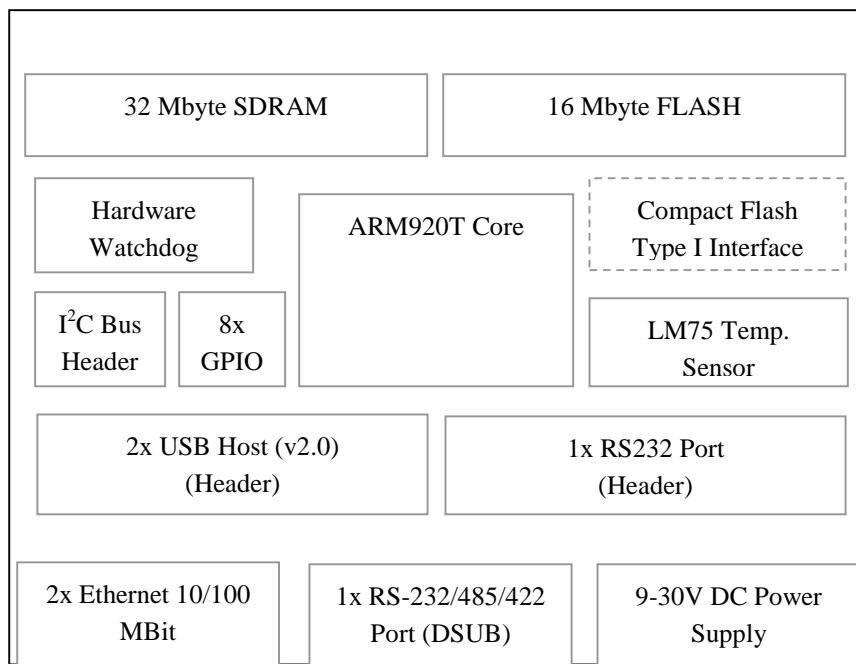 32 Mbyte SDRAM
16 Mbyte FLASH
Hardware
Watchdog
ARM920T Core
Compact Flash
Type I Interface
I²C Bus
Header
8x
GPIO
LM75 Temp.
Sensor
2x USB Host (v2.0)
(Header)
1x RS232 Port
(Header)
2x Ethernet 10/100
MBit
1x RS-232/485/422
Port (DSUB)
9-30V DC Power
Supply